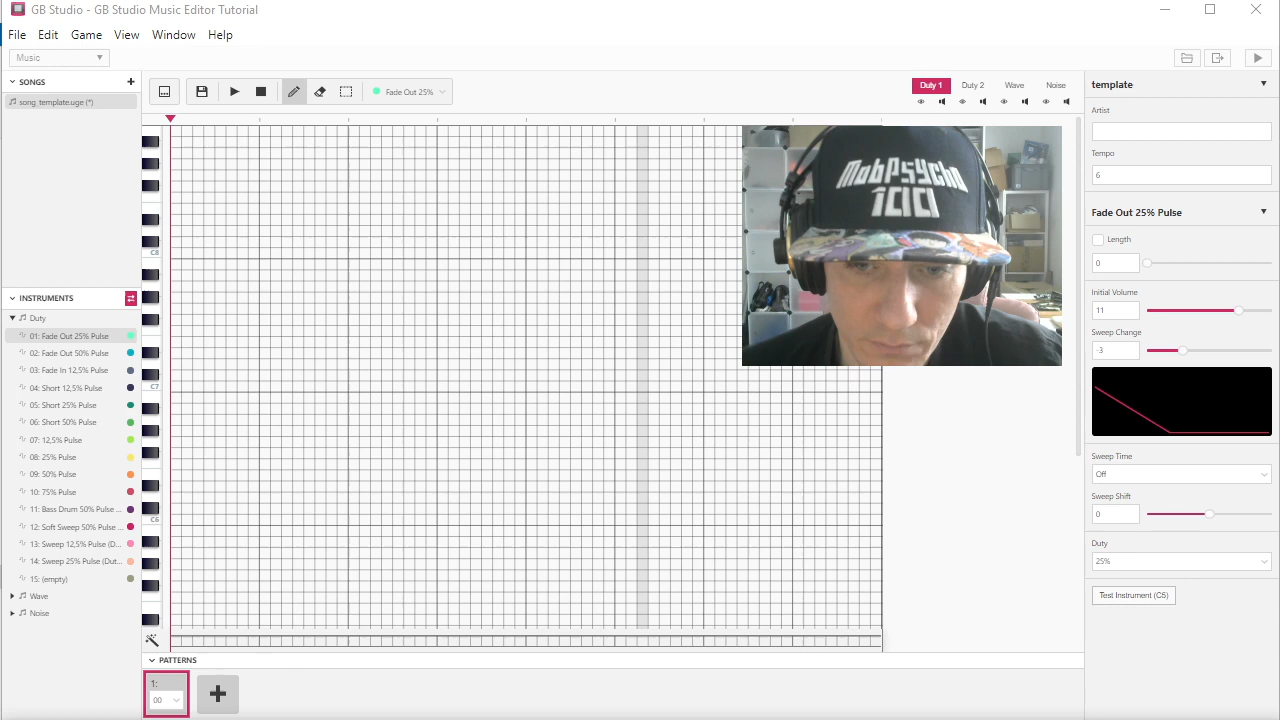 GB Studio - GB Studio Music Editor Tutorial
File Edit Game View Window Help
Music
SONGS
song_template.uge (*)
Fade Out 25%
Duty 1 Duty 2 Wave Noise
C8
C7
C6
MobPsycho
100
INSTRUMENTS
Duty
01: Fade Out 25% Pulse
02: Fade Out 50% Pulse
03: Fade In 12,5% Pulse
04: Short 12,5% Pulse
05: Short 25% Pulse
06: Short 50% Pulse
07: 12,5% Pulse
08: 25% Pulse
09: 50% Pulse
10: 75% Pulse
11: Bass Drum 50% Pulse ...
12: Soft Sweep 50% Pulse ...
13: Sweep 12,5% Pulse (D...
14: Sweep 25% Pulse (Dut...
15: (empty)
Wave
Noise
PATTERNS
1:
00
template
Artist
Tempo
6
Fade Out 25% Pulse
Length
0
Initial Volume
11
Sweep Change
-3
Sweep Time
Off
Sweep Shift
0
Duty
25%
Test Instrument (C5)